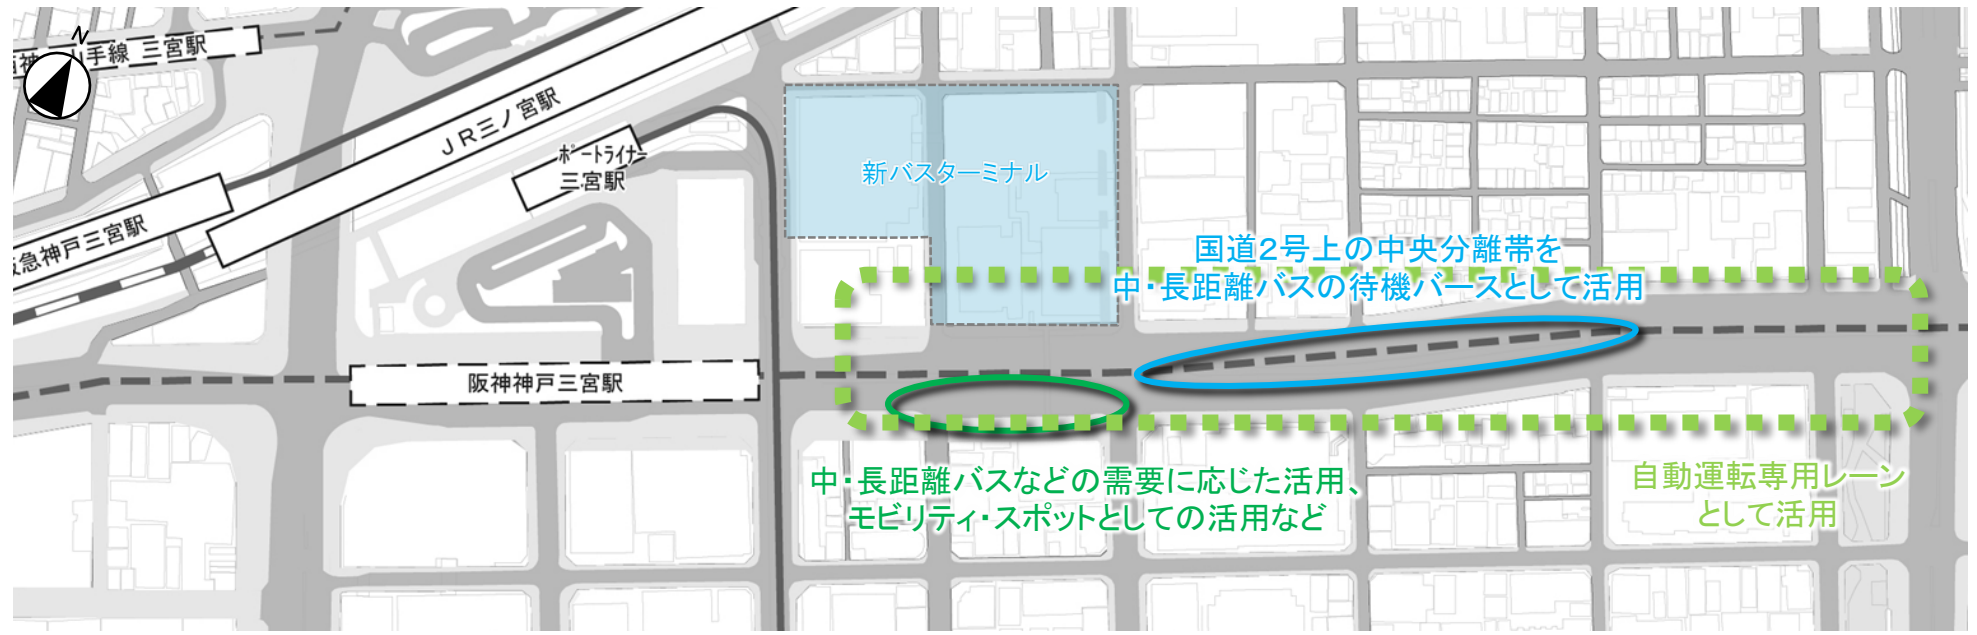 N
山手線 三宮駅
JR三ノ宮駅
ポートライナー
三宮駅
急神戸三宮駅
新バスターミナル
国道2号上の中央分離帯を
中・長距離バスの待機バースとして活用
阪神神戸三宮駅
中・長距離バスなどの需要に応じた活用、
モビリティ・スポットとしての活用など
自動運転専用レーン
として活用